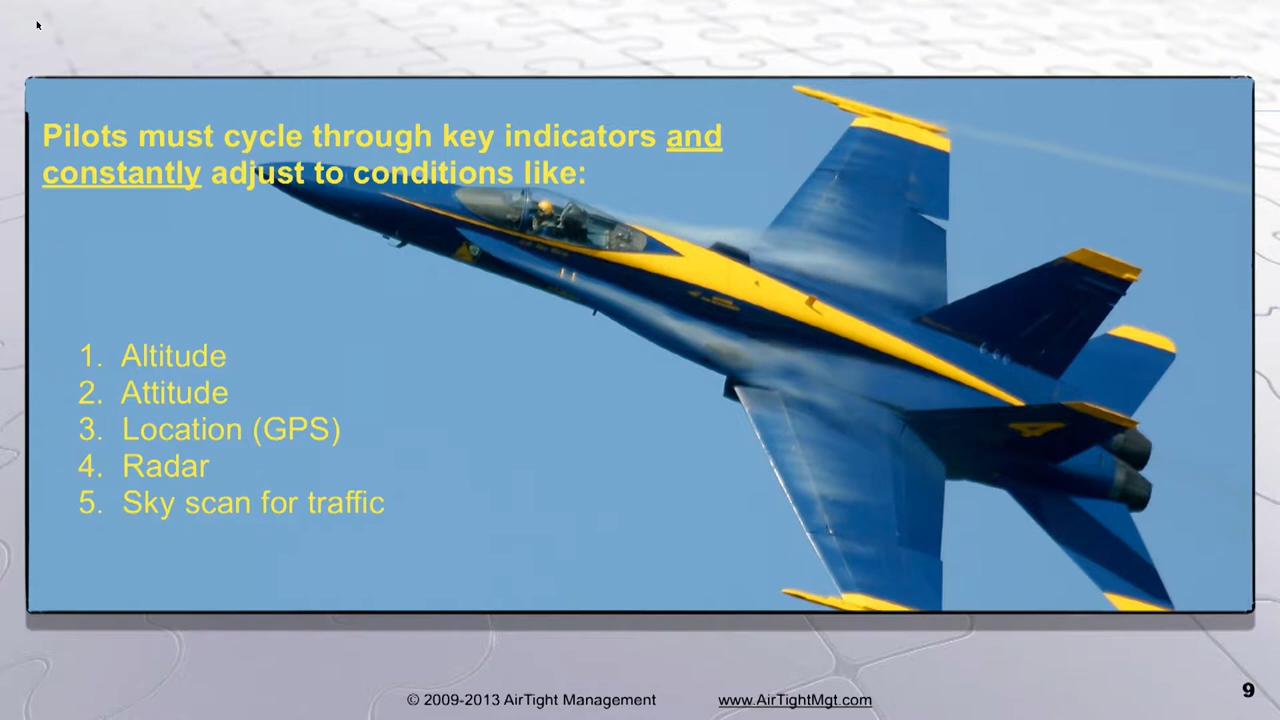 Pilots must cycle through key indicators and
constantly adjust to conditions like:
1. Altitude
2. Attitude
3. Location (GPS)
4. Radar
5. Sky scan for traffic
4
© 2009-2013 AirTight Management www.AirTightMgt.com
9